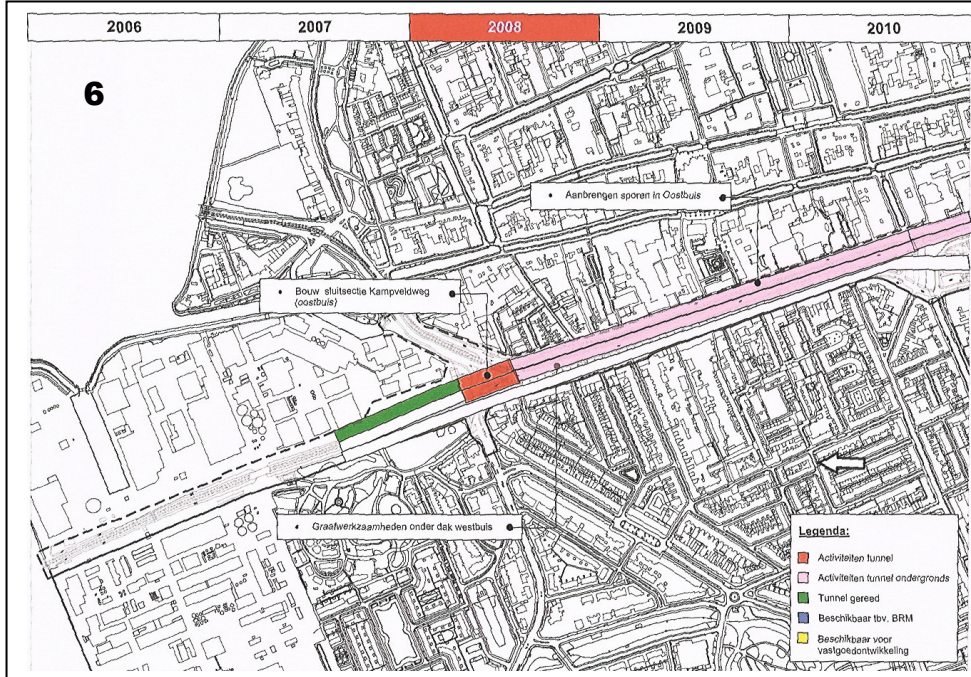 2006 2007 2008 2009 2010
6
• Aanbrengen sporen in Oostbuis
• Bouw sluitsectie Kampveldweg
(oostbuis)
• Graafwerkzaamheden onder dak westbuis
Legenda:
Activiteiten tunnel
Activiteiten tunnel ondergronds
Tunnel gereed
Beschikbaar tbv. BRM
Beschikbaar voor
vastgoedontwikkeling